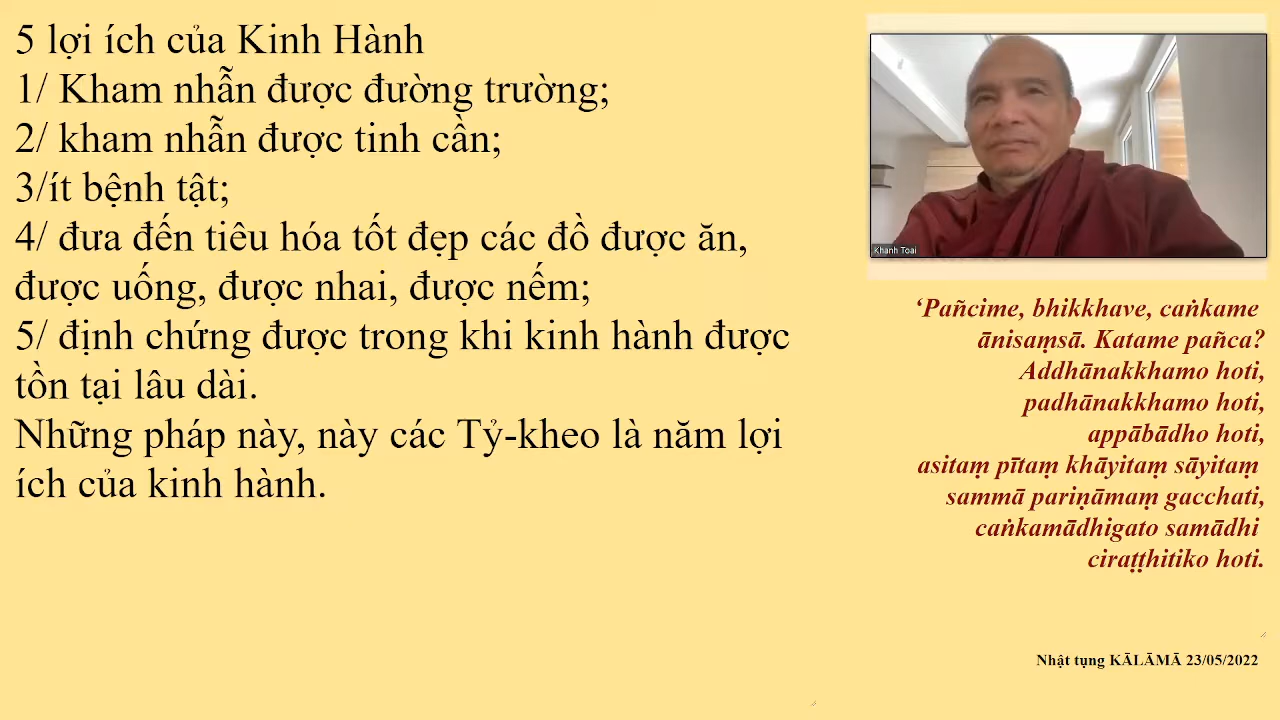 5 lợi ích của Kinh Hành
1/ Kham nhẫn được đường trường;
2/ kham nhẫn được tinh cần;
3/ít bệnh tật;
4/ đưa đến tiêu hóa tốt đẹp các đồ được ăn,
được uống, được nhai, được nếm;
5/ định chứng được trong khi kinh hành được
tồn tại lâu dài.
Những pháp này, này các Tỷ-kheo là năm lợi
ích của kinh hành.
Khanh Toai
‘Pañcime, bhikkhave, caṅkame
ānisaṃsā. Katame pañca?
Addhānakkhamo hoti,
padhānakkhamo hoti,
appābādho hoti,
asitaṃ pītaṃ khāyitaṃ sāyitaṃ
sammā pariṇāmaṃ gacchati,
caṅkamādhigato samādhi
ciraṭṭhitiko hoti.
Nhật tụng KĀLĀMĀ 23/05/2022